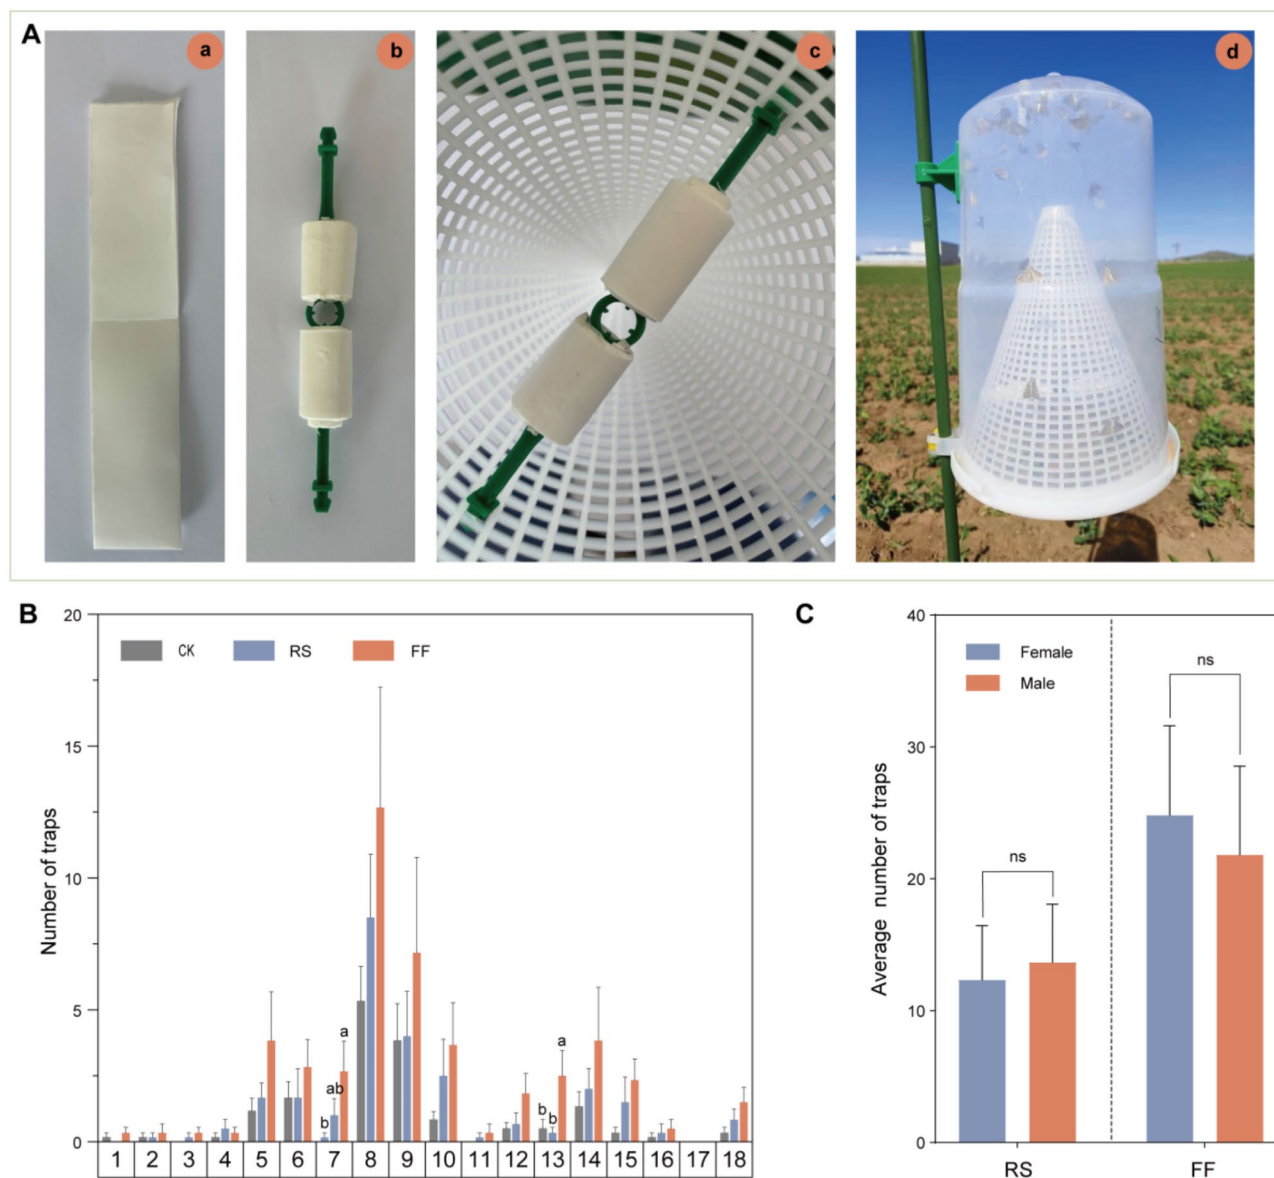 A
a
b
c
d
B
CK RS FF
Number of traps
20
15
10
5
0
b
ab
a
b
b
a
1 2 3 4 5 6 7 8 9 10 11 12 13 14 15 16 17 18
C
Female
Male
Average number of traps
40
30
20
10
0
ns
ns
RS FF